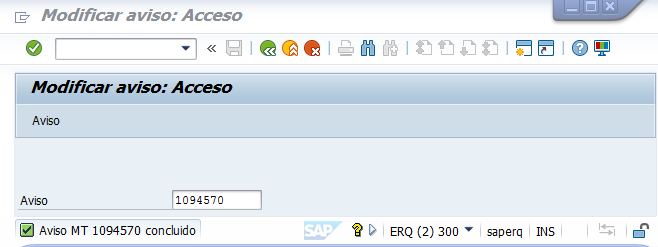 Modificar aviso: Acceso
Modificar aviso: Acceso
Aviso
Aviso 1094570
Aviso MT 1094570 concluido SAP ERQ (2) 300 saperq INS